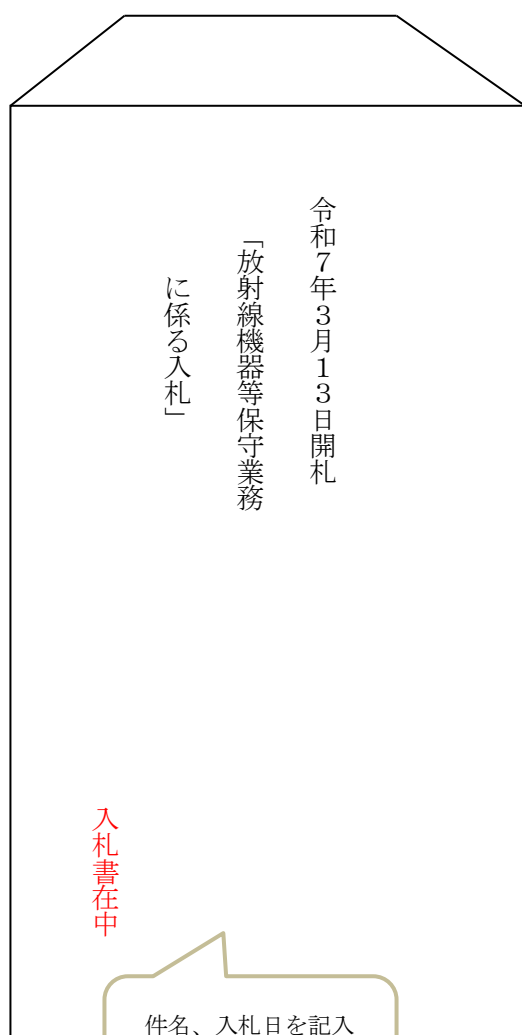 令和７年３月１３日開札
「放射線機器等保守業務
に係る入札」
入札書在中
件名、入札日を記入